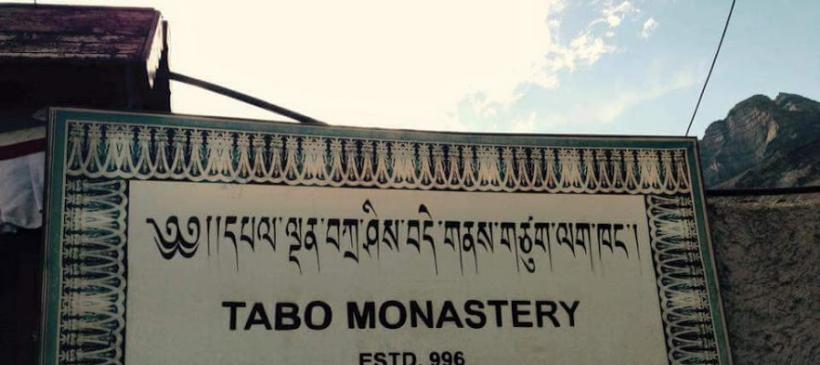 ༄༅།།དཔལ་ལྡན་བཀྲ་ཤིས་བདེ་གནས་གཙུག་ལག་ཁང་།
TABO MONASTERY
ESTD. 996